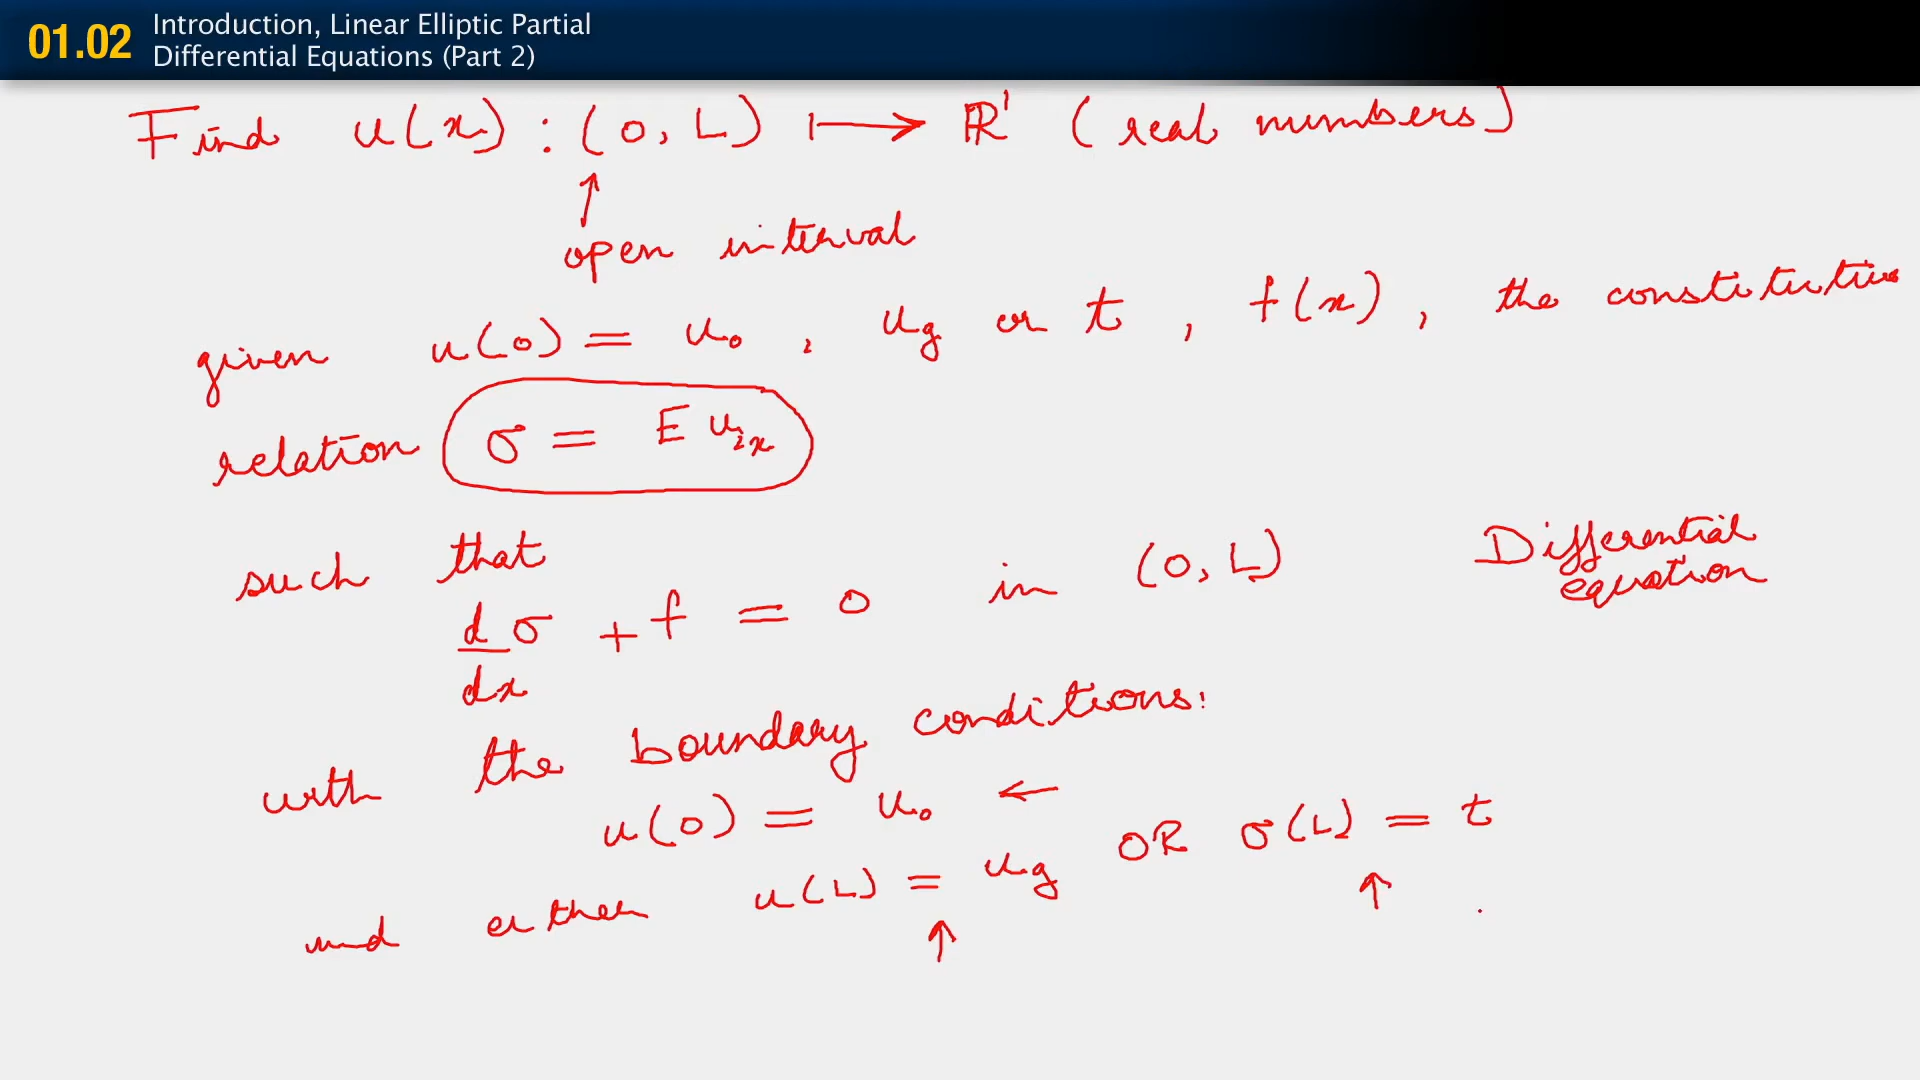 01.02
Introduction, Linear Elliptic Partial
Differential Equations (Part 2)
Find u(x) : (0, L) ↦ ℝ¹ (real numbers)
↑
open interval
given u(0) = u₀ , u_g or t , f(x) , the constitutive
relation σ = E u,ₓ
such that
d/dx σ + f = 0 in (0, L) Differential equation
with the boundary conditions:
u(0) = u₀ ←
and either u(L) = u_g OR σ(L) = t
↑ ↑